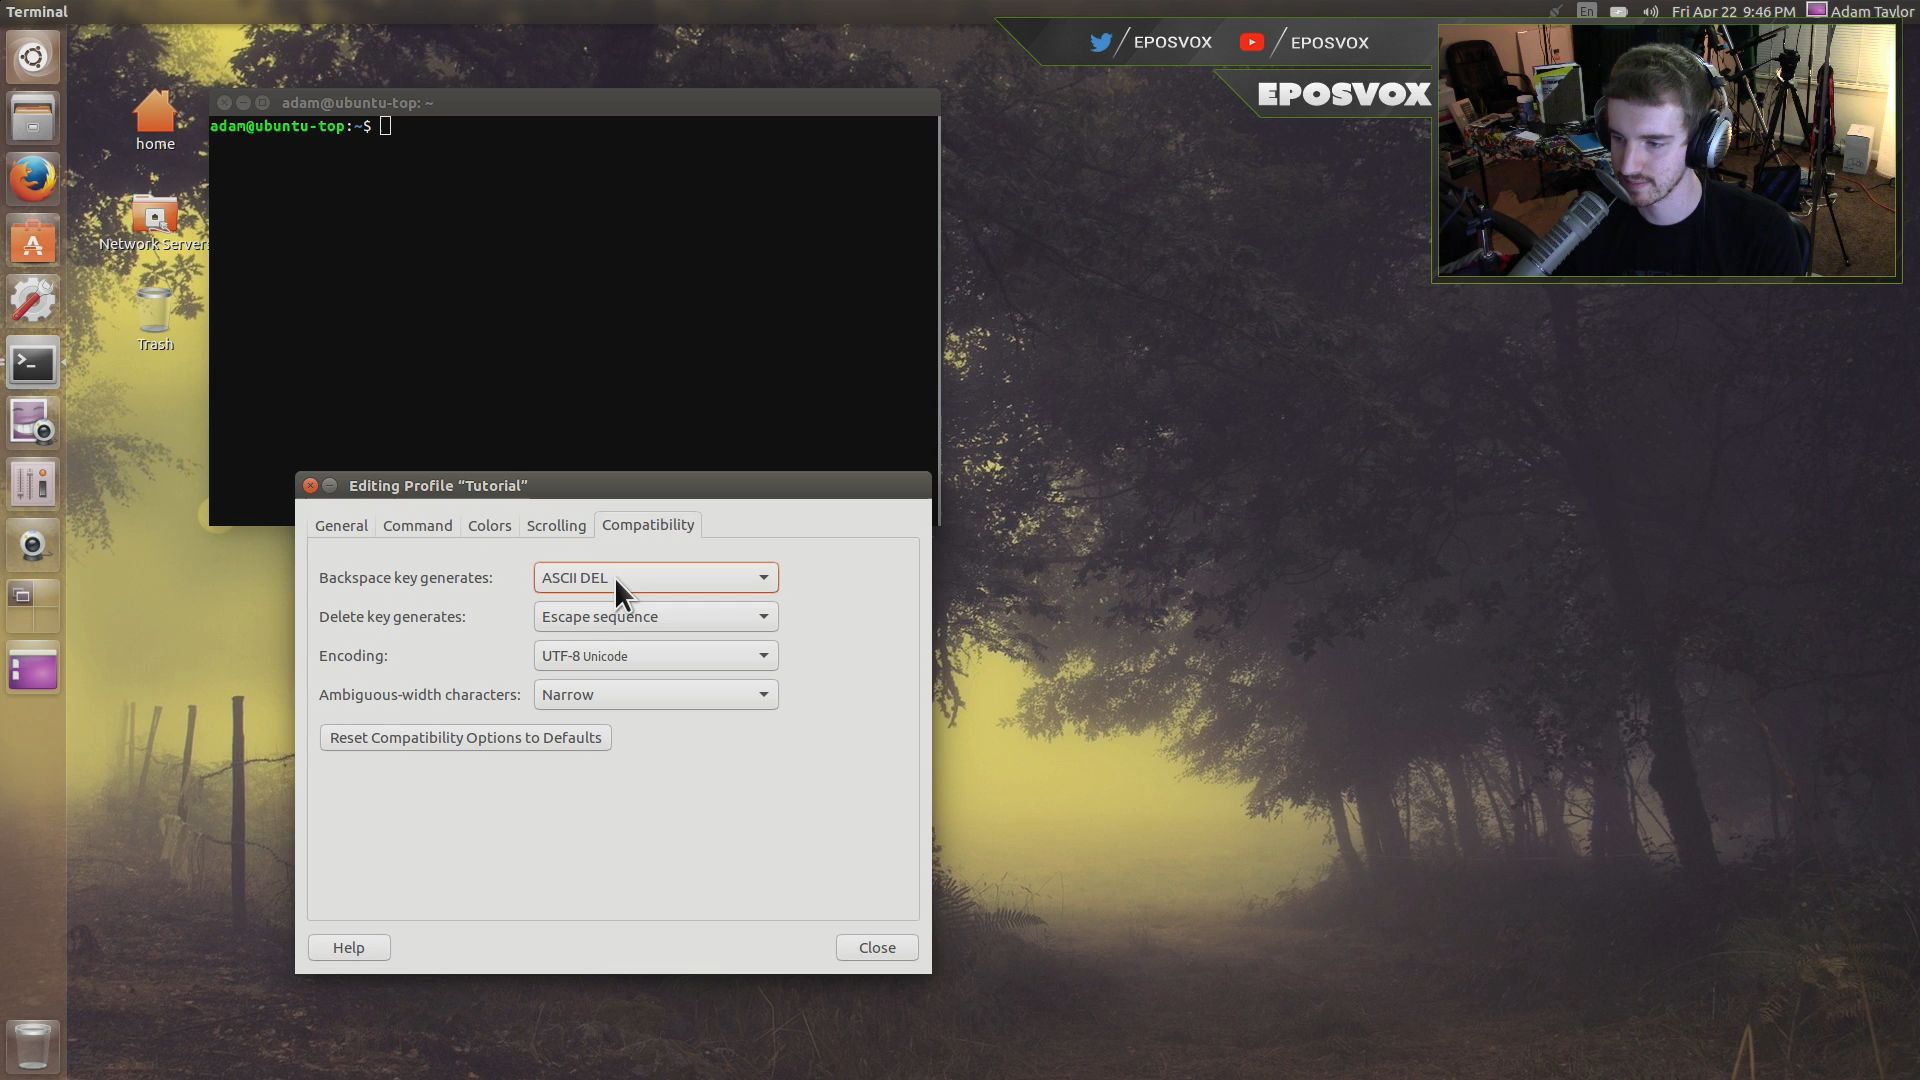 Terminal
En
Fri Apr 22 9:46 PM
Adam Taylor
EPOSVOX
EPOSVOX
EPOSVOX
home
Network Server
Trash
adam@ubuntu-top: ~
adam@ubuntu-top:~$
Editing Profile “Tutorial”
General
Command
Colors
Scrolling
Compatibility
Backspace key generates:
ASCII DEL
Delete key generates:
Escape sequence
Encoding:
UTF-8 Unicode
Ambiguous-width characters:
Narrow
Reset Compatibility Options to Defaults
Help
Close